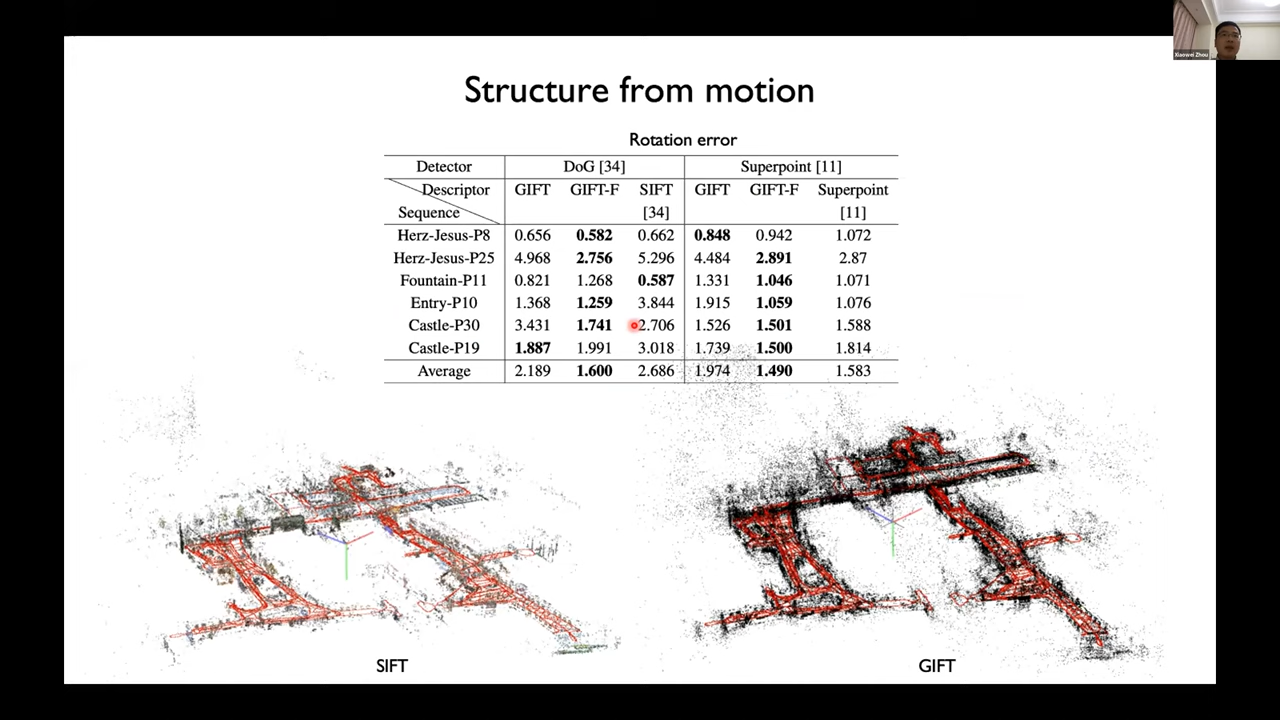 Xiaowei Zhou
Structure from motion
Rotation error
Detector DoG [34] Superpoint [11]
Descriptor GIFT GIFT-F SIFT GIFT GIFT-F Superpoint
Sequence [34] [11]
Herz-Jesus-P8 0.656 0.582 0.662 0.848 0.942 1.072
Herz-Jesus-P25 4.968 2.756 5.296 4.484 2.891 2.87
Fountain-P11 0.821 1.268 0.587 1.331 1.046 1.071
Entry-P10 1.368 1.259 3.844 1.915 1.059 1.076
Castle-P30 3.431 1.741 2.706 1.526 1.501 1.588
Castle-P19 1.887 1.991 3.018 1.739 1.500 1.814
Average 2.189 1.600 2.686 1.974 1.490 1.583
SIFT GIFT